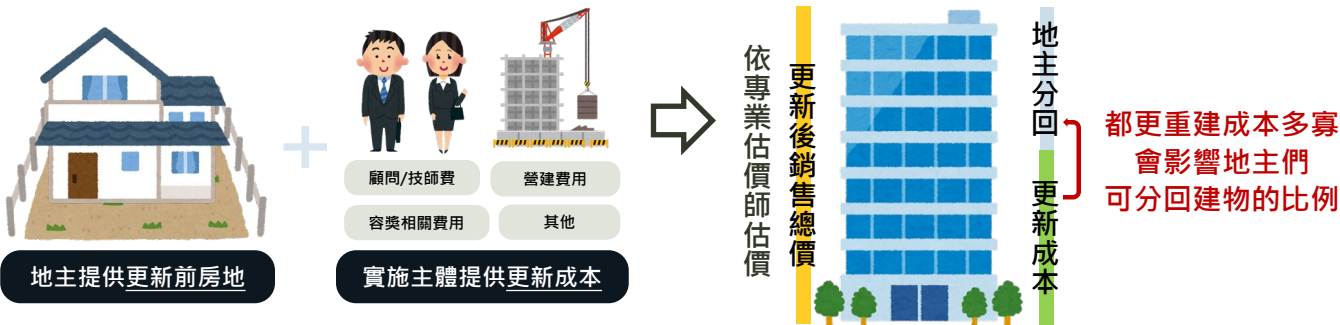 顧問/技師費
營建費用
容獎相關費用
其他
地主提供更新前房地
實施主體提供更新成本
依專業估價師估價
更新後銷售總價
地主分回
更新成本
都更重建成本多寡
會影響地主們
可分回建物的比例